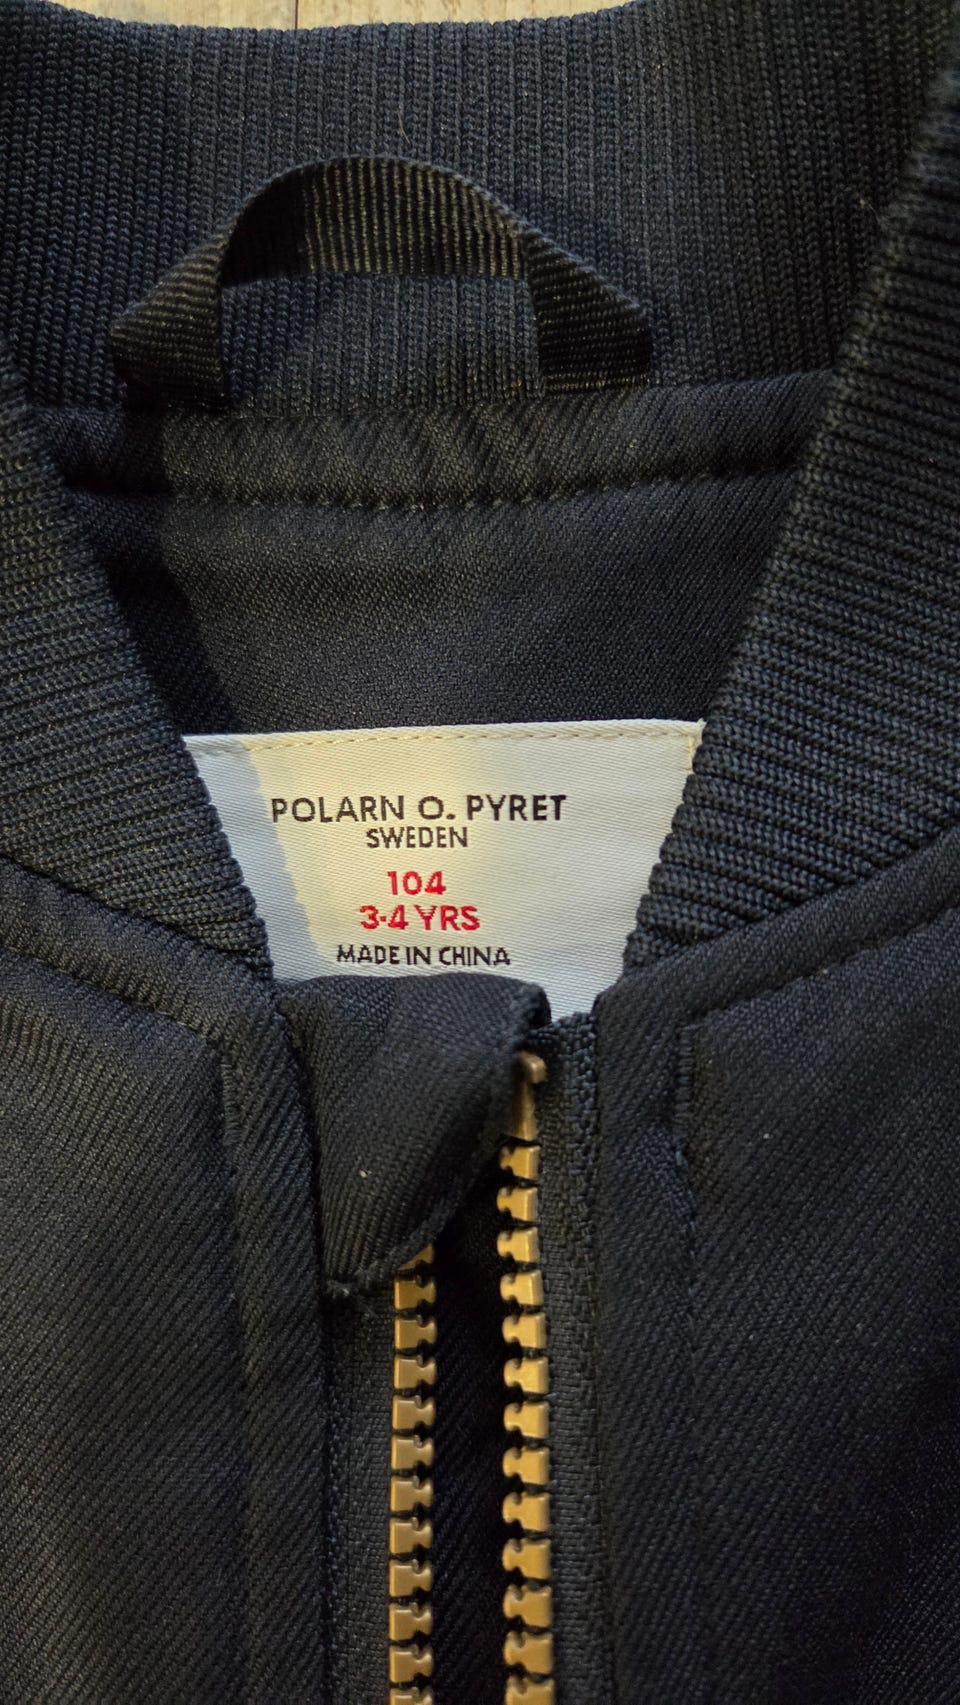 POLARN O. PYRET
SWEDEN
104
3-4 YRS
MADE IN CHINA